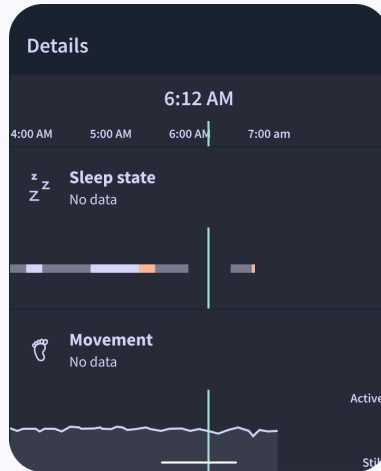 Details
6:12 AM
4:00 AM 5:00 AM 6:00 AM 7:00 am
z z z
Sleep state
No data
Movement
No data
Active
Still